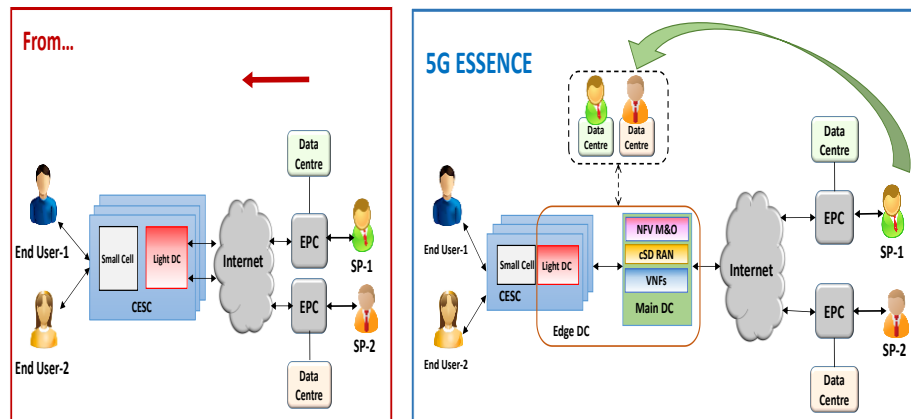 From...
Data
Centre
End User-1
Small Cell
Light DC
CESC
Internet
EPC
SP-1
End User-2
EPC
SP-2
Data
Centre
5G ESSENCE
Data
Centre
Data
Centre
Data
Centre
End User-1
Small Cell
Light DC
CESC
NFV M&O
cSD RAN
VNFs
Main DC
Edge DC
Internet
EPC
SP-1
End User-2
EPC
SP-2
Data
Centre